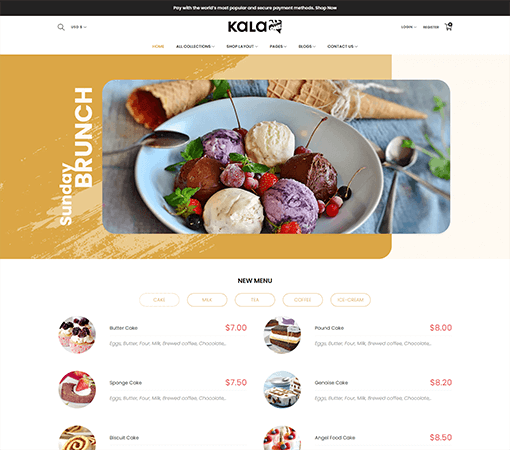 Pay with the world's most popular and secure payment methods. Shop Now
USD $
KALA
LOGIN
REGISTER
0
HOME
ALL COLLECTIONS
SHOP LAYOUT
PAGES
BLOGS
CONTACT US
Sunday
BRUNCH
NEW MENU
CAKE
MILK
TEA
COFFEE
ICE-CREAM
Butter Cake $7.00
Eggs, Butter, Four, Milk, Brewed coffee, Chocolate,..
Pound Cake $8.00
Eggs, Butter, Four, Milk, Brewed coffee, Chocolate,..
Sponge Cake $7.50
Eggs, Butter, Four, Milk, Brewed coffee, Chocolate,..
Genoise Cake $8.20
Eggs, Butter, Four, Milk, Brewed coffee, Chocolate,..
Biscuit Cake
Angel Food Cake $8.50